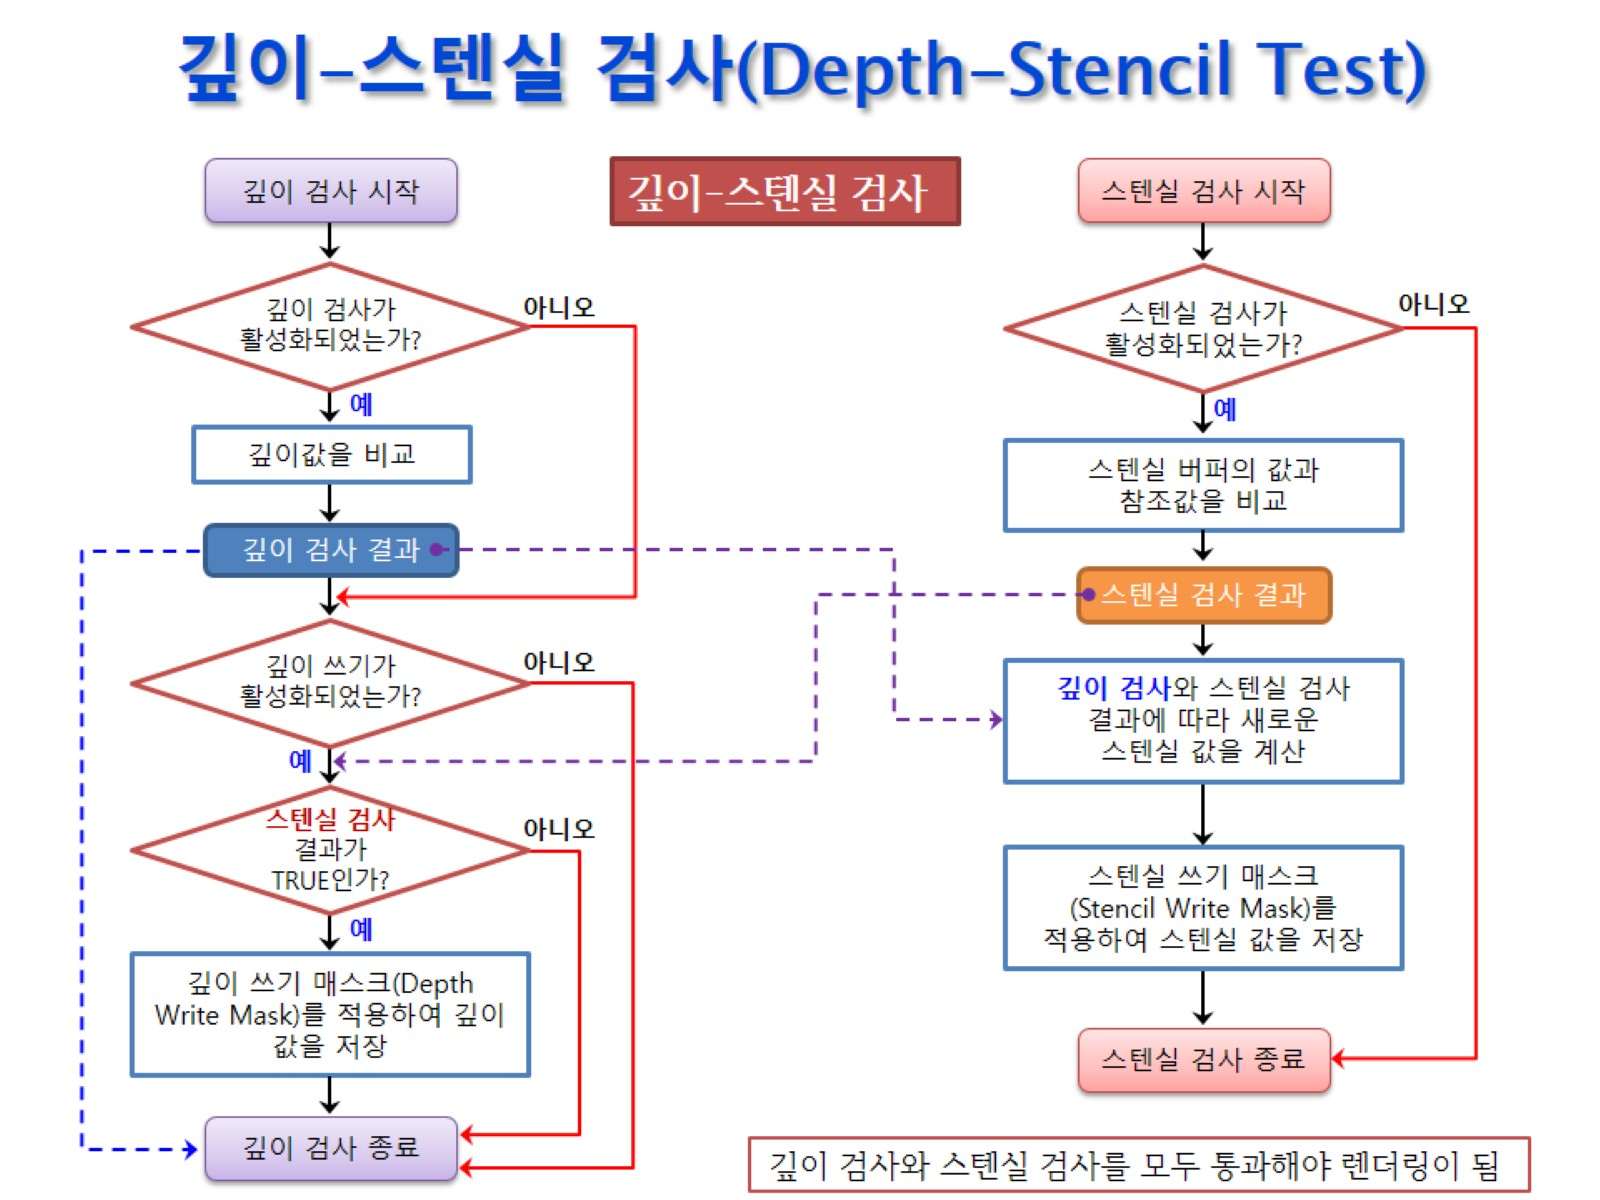 깊이-스텐실 검사(Depth-Stencil Test)
깊이-스텐실 검사
깊이 검사 시작
깊이 검사가
활성화되었는가?
아니오
예
깊이값을 비교
깊이 검사 결과
깊이 쓰기가
활성화되었는가?
아니오
예
스텐실 검사
결과가
TRUE인가?
아니오
예
깊이 쓰기 매스크(Depth
Write Mask)를 적용하여 깊이
값을 저장
깊이 검사 종료
스텐실 검사 시작
스텐실 검사가
활성화되었는가?
아니오
예
스텐실 버퍼의 값과
참조값을 비교
스텐실 검사 결과
깊이 검사와 스텐실 검사
결과에 따라 새로운
스텐실 값을 계산
스텐실 쓰기 매스크
(Stencil Write Mask)를
적용하여 스텐실 값을 저장
스텐실 검사 종료
깊이 검사와 스텐실 검사를 모두 통과해야 렌더링이 됨